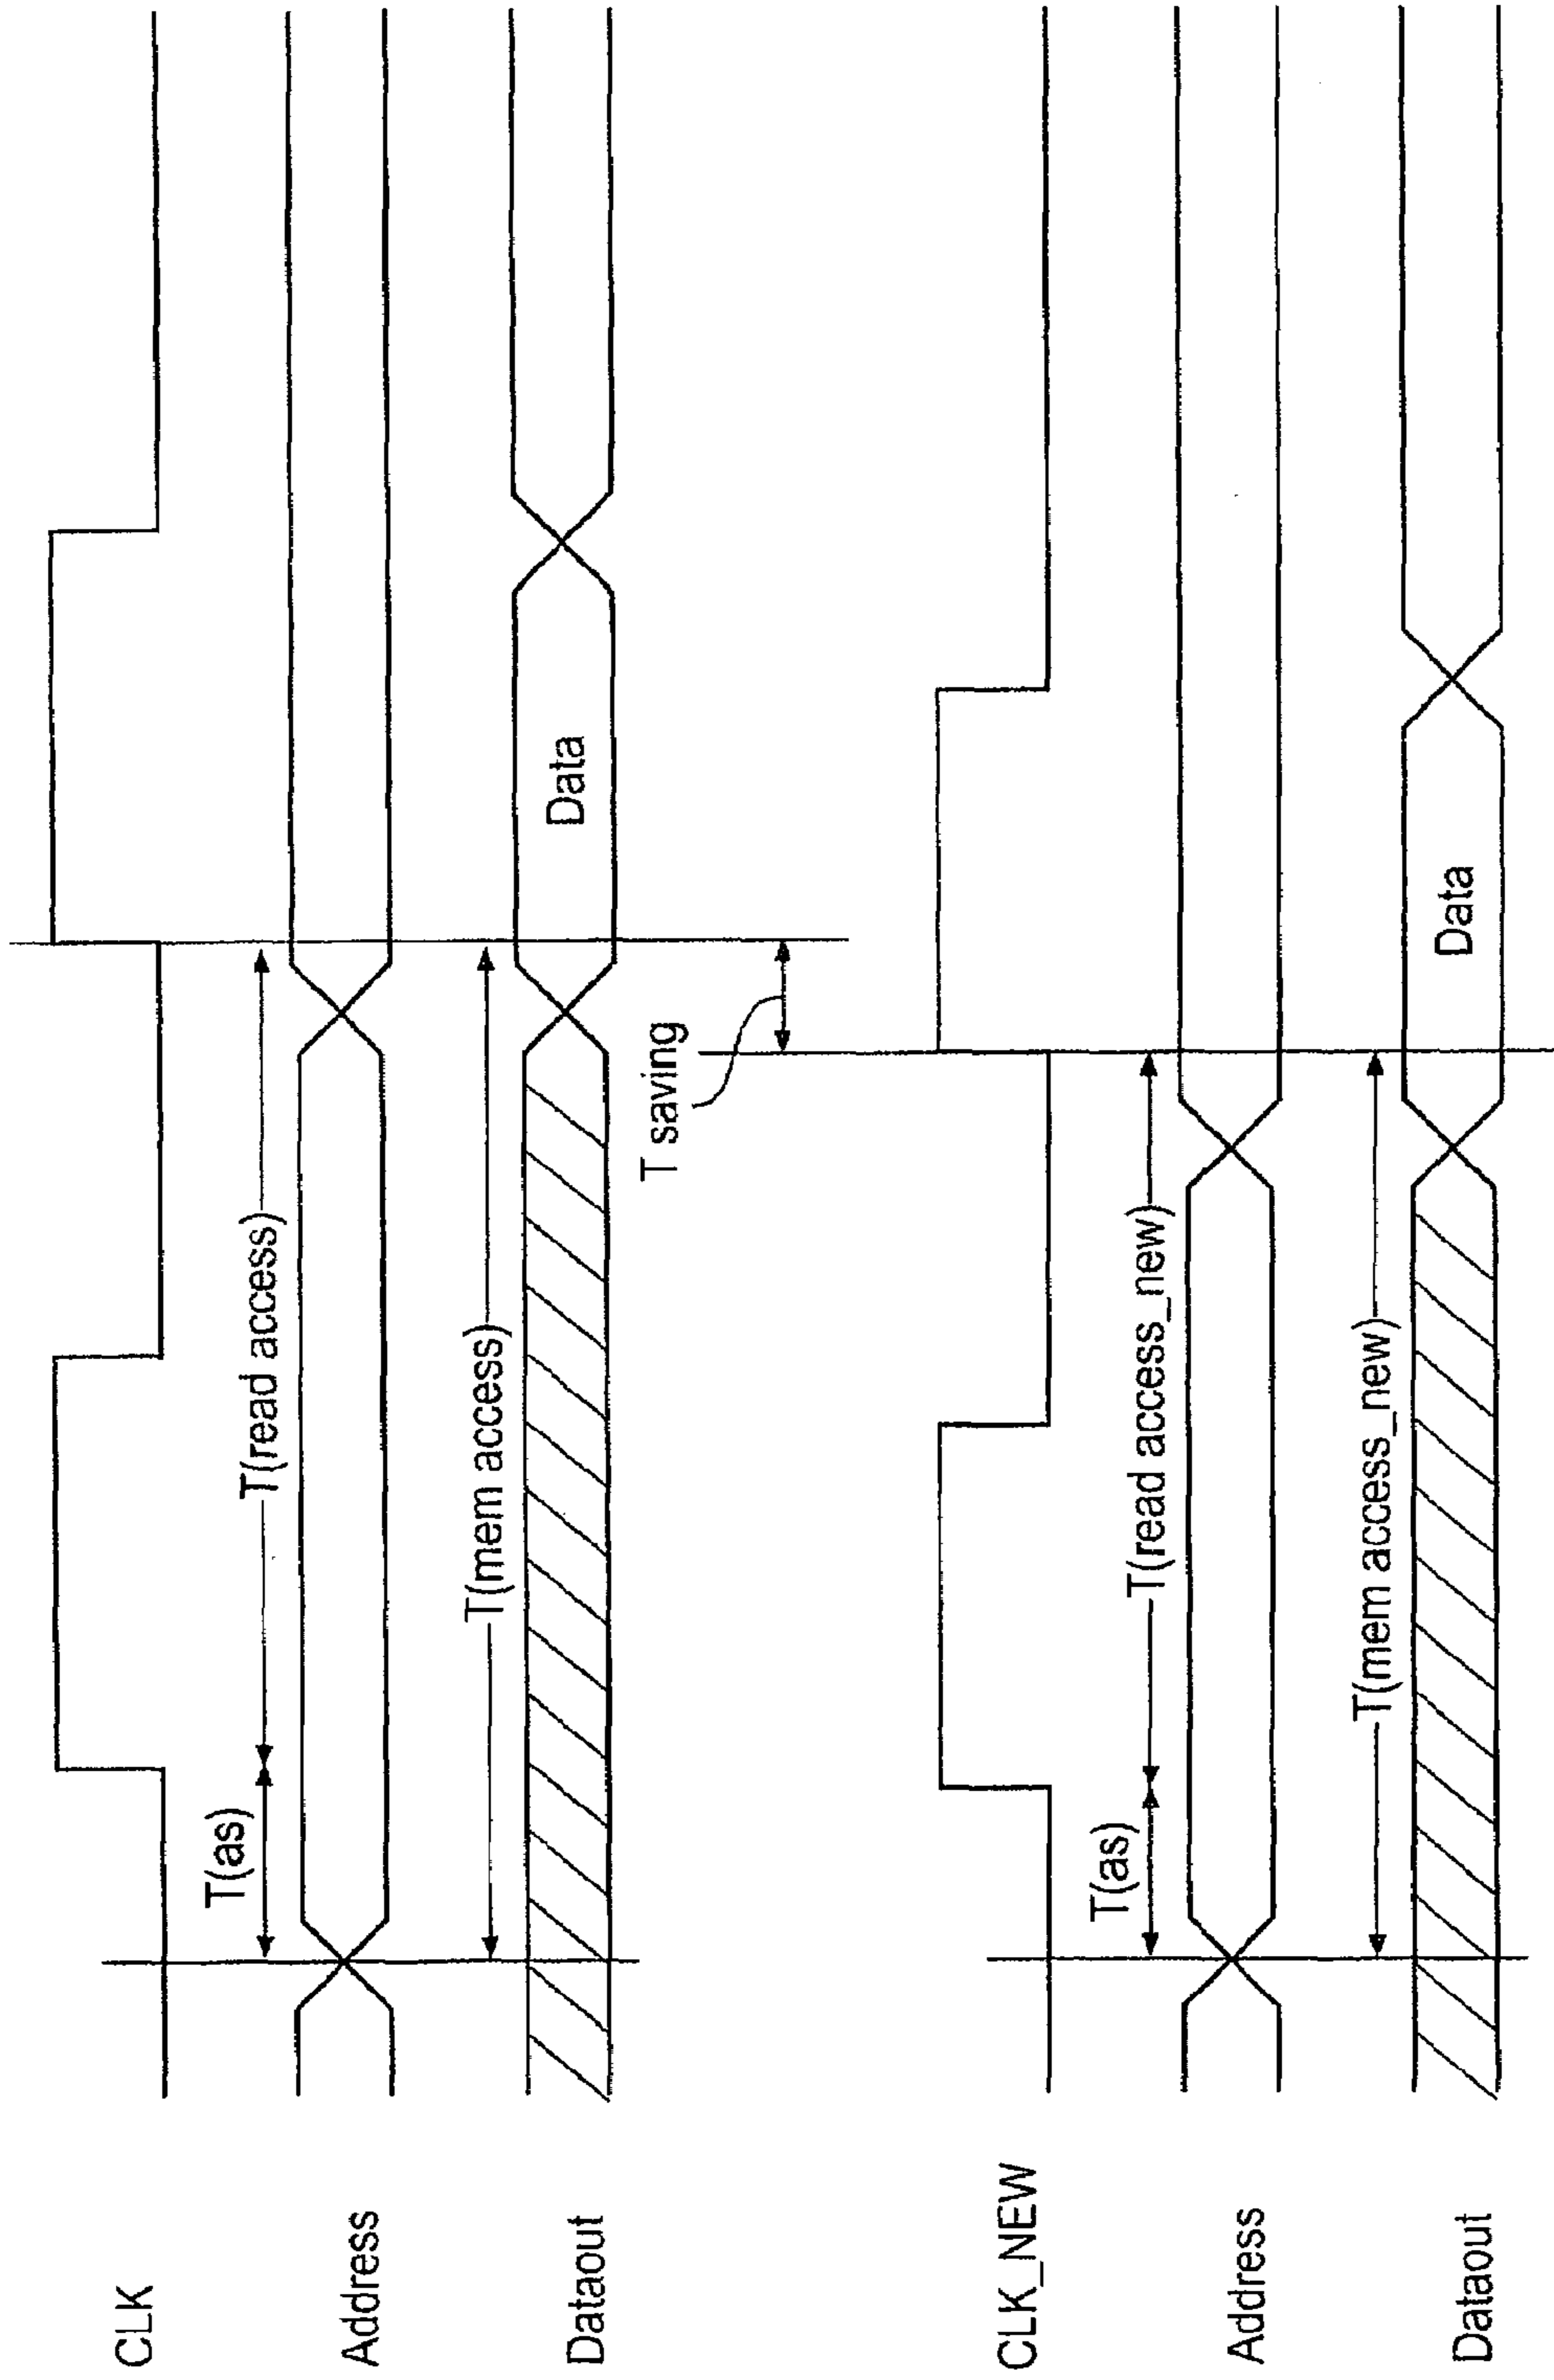 CLK
T(as)
T(read access)
Address
T(mem access)
Dataout
Data
T saving
CLK_NEW
T(as)
T(read access_new)
Address
T(mem access_new)
Dataout
Data